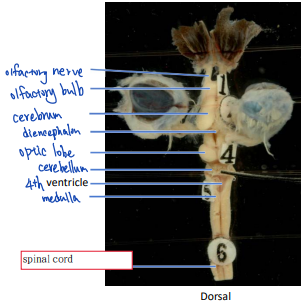 olfactory nerve
olfactory bulb
cerebrum
diencephalon
optic lobe
cerebellum
4th ventricle
medulla
spinal cord
1
4
5
6
Dorsal